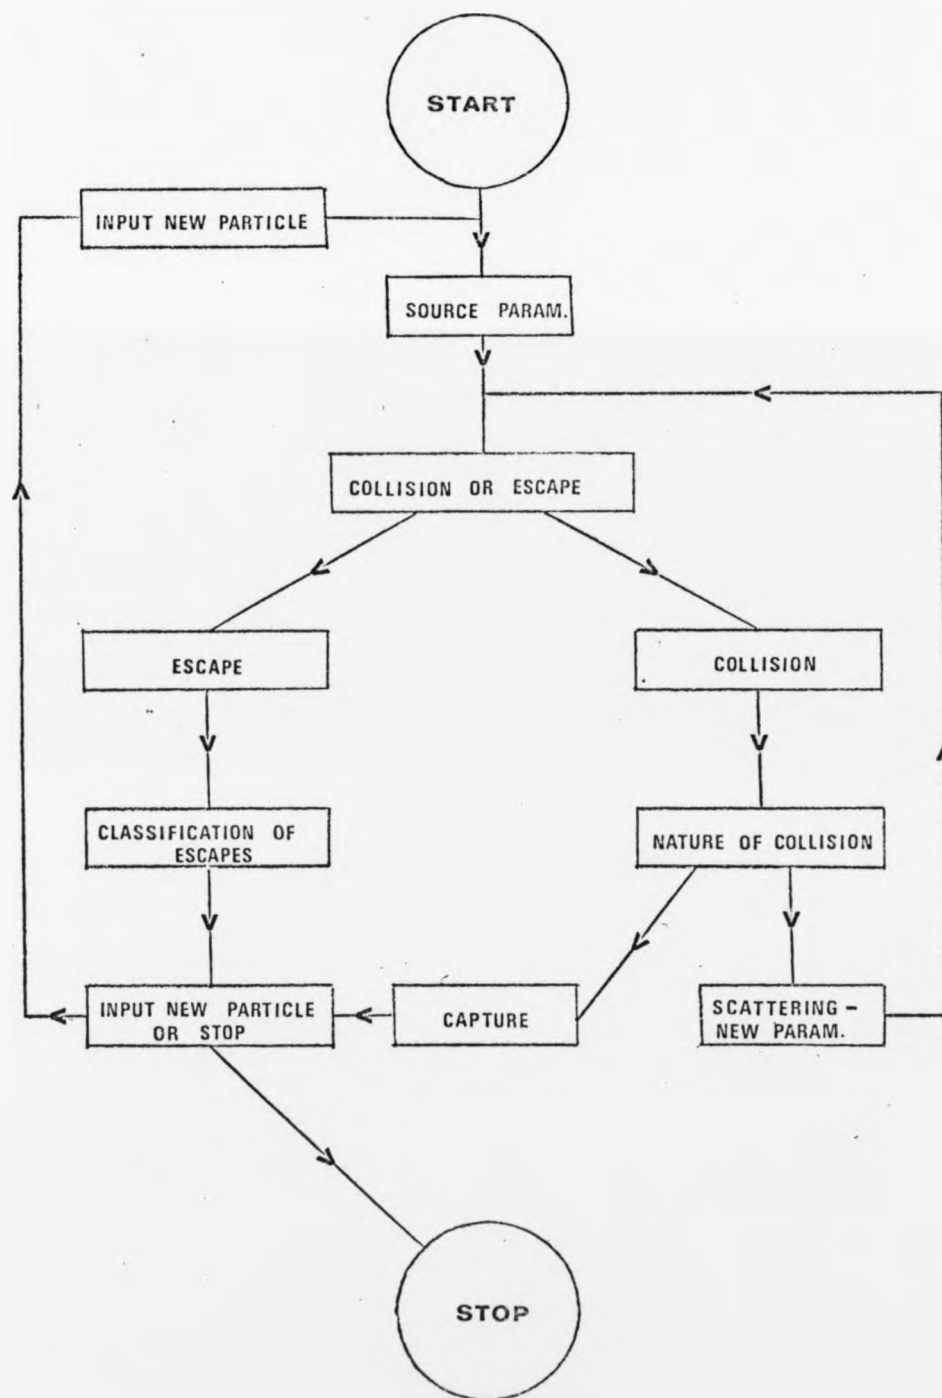 START
INPUT NEW PARTICLE
SOURCE PARAM.
COLLISION OR ESCAPE
ESCAPE
COLLISION
CLASSIFICATION OF
ESCAPES
NATURE OF COLLISION
INPUT NEW PARTICLE
OR STOP
CAPTURE
SCATTERING –
NEW PARAM.
STOP